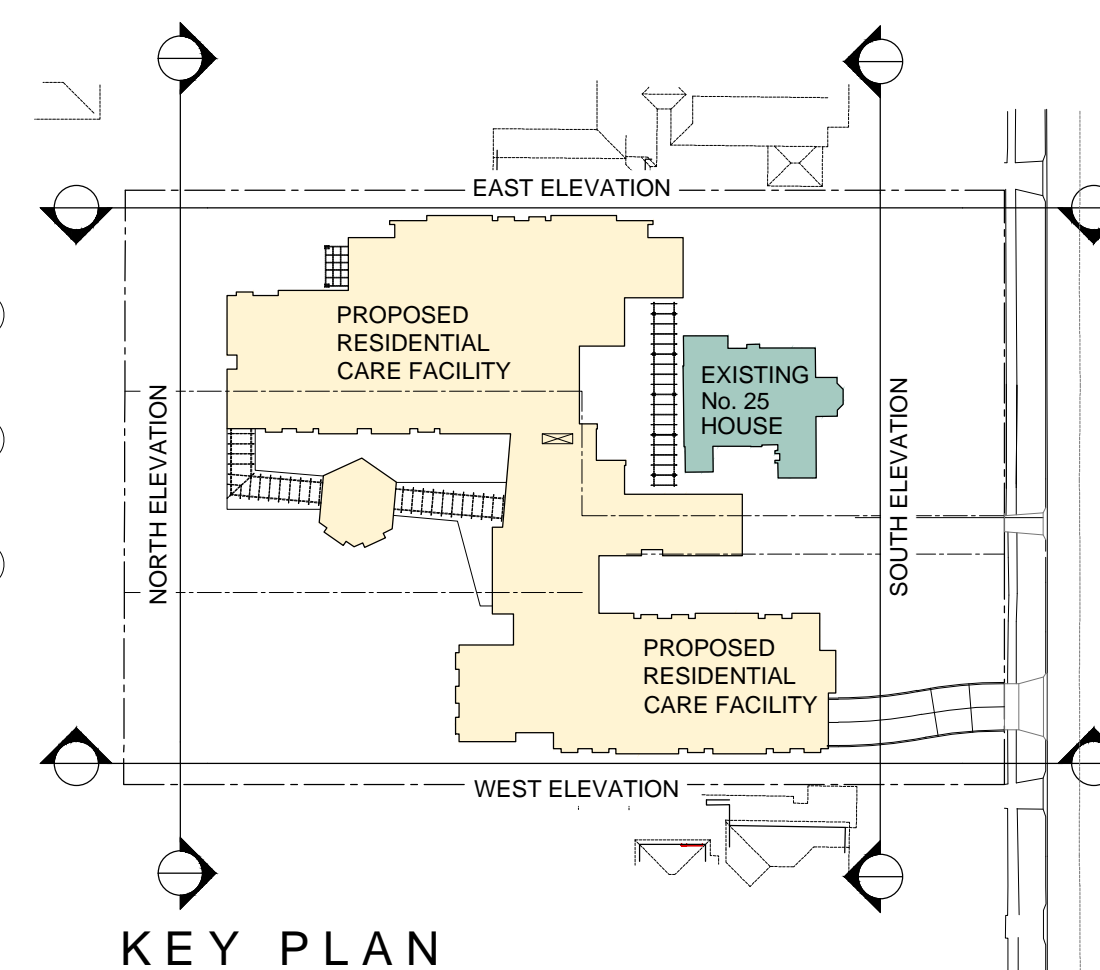 EAST ELEVATION
PROPOSED
RESIDENTIAL
CARE FACILITY
EXISTING
No. 25
HOUSE
NORTH ELEVATION
SOUTH ELEVATION
PROPOSED
RESIDENTIAL
CARE FACILITY
WEST ELEVATION
KEY PLAN